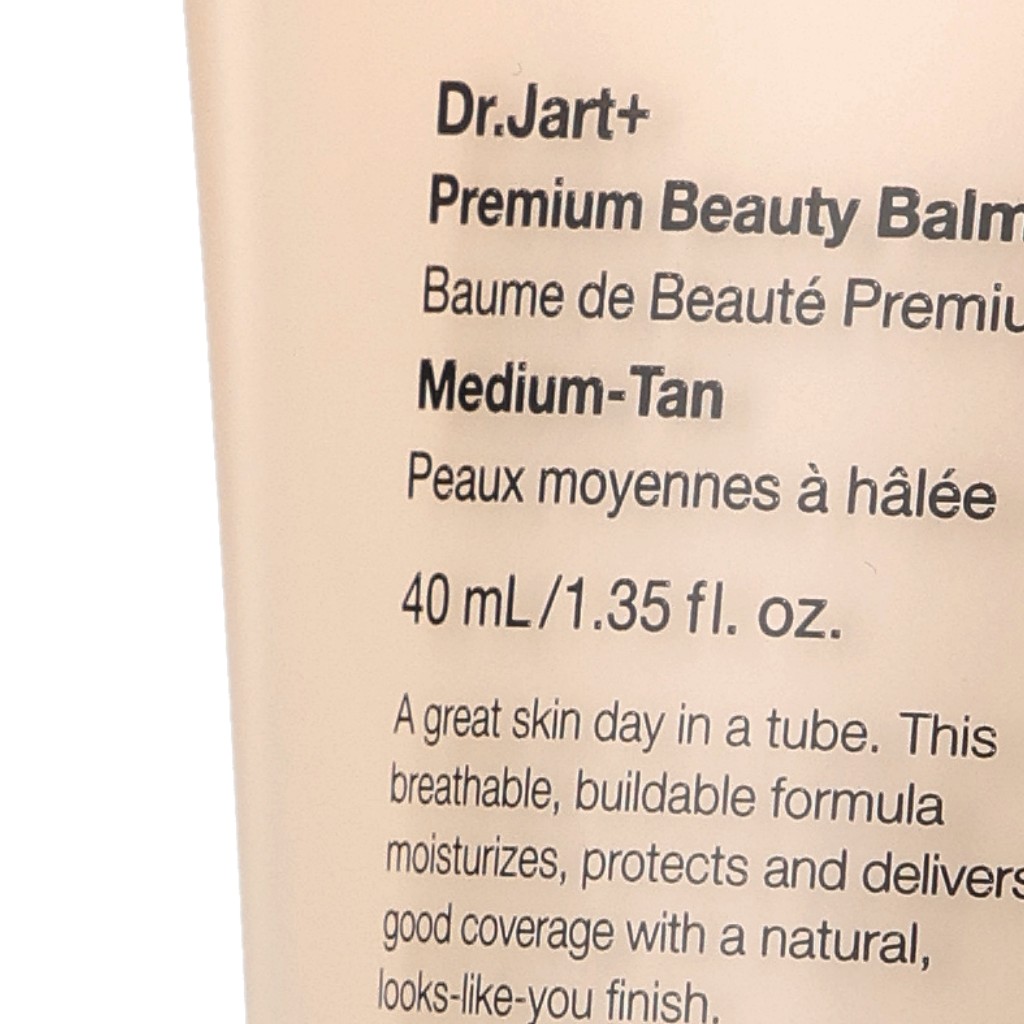 Dr.Jart+
Premium Beauty Balm
Baume de Beauté Premiu
Medium-Tan
Peaux moyennes à hâlée
40 mL/1.35 fl. oz.
A great skin day in a tube. This
breathable, buildable formula
moisturizes, protects and delivers
good coverage with a natural,
looks-like-you finish.